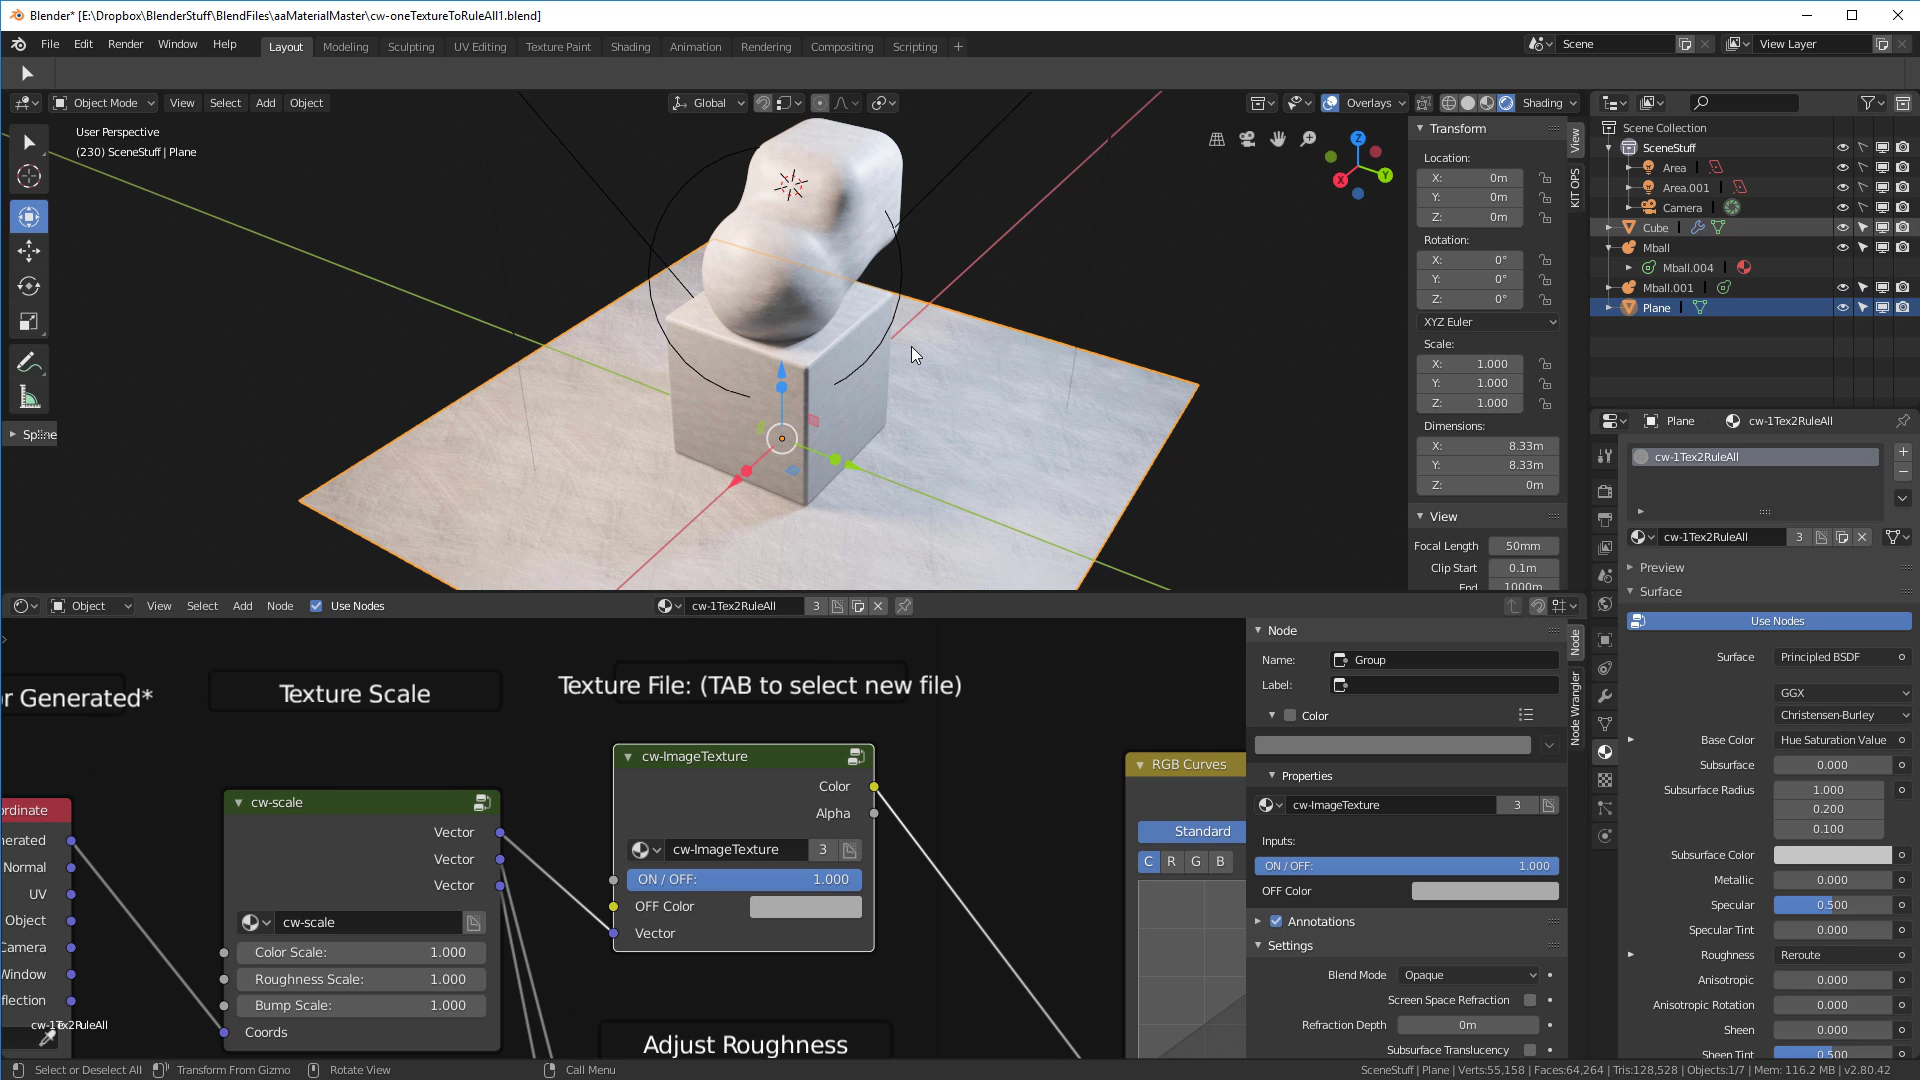 Blender* [E:\Dropbox\BlenderStuff\BlendFiles\aaMaterialMaster\cw-oneTextureToRuleAll1.blend]
File Edit Render Window Help Layout Modeling Sculpting UV Editing Texture Paint Shading Animation Rendering Compositing Scripting + Scene View Layer
Object Mode View Select Add Object Global Overlays Shading
User Perspective
(230) SceneStuff | Plane
Spline
X
Y
Z
View
KIT OPS
Transform
Location:
X: 0m
Y: 0m
Z: 0m
Rotation:
X: 0°
Y: 0°
Z: 0°
XYZ Euler
Scale:
X: 1.000
Y: 1.000
Z: 1.000
Dimensions:
X: 8.33m
Y: 8.33m
Z: 0m
View
Focal Length 50mm
Clip Start 0.1m
End 1000m
Scene Collection
SceneStuff
Area
Area.001
Camera
Cube
Mball
Mball.004
Mball.001
Plane
Plane cw-1Tex2RuleAll
cw-1Tex2RuleAll
cw-1Tex2RuleAll 3
Preview
Surface
Use Nodes
Surface Principled BSDF
GGX
Christensen-Burley
Base Color Hue Saturation Value
Subsurface 0.000
Subsurface Radius 1.000
0.200
0.100
Subsurface Color
Metallic 0.000
Specular 0.500
Specular Tint 0.000
Roughness Reroute
Anisotropic 0.000
Anisotropic Rotation 0.000
Sheen 0.000
Sheen Tint 0.500
Object View Select Add Node Use Nodes cw-1Tex2RuleAll 3
r Generated*
Texture Scale
Texture File: (TAB to select new file)
ordinate
nerated
Normal
UV
Object
Camera
Window
flection
cw-1Tex2RuleAll
cw-scale
Vector
Vector
Vector
cw-scale
Color Scale: 1.000
Roughness Scale: 1.000
Bump Scale: 1.000
Coords
cw-ImageTexture
Color
Alpha
cw-ImageTexture 3
ON / OFF: 1.000
OFF Color
Vector
Adjust Roughness
RGB Curves
Standard
C R G B
Node
Name: Group
Label:
Color
Properties
cw-ImageTexture 3
Inputs:
ON / OFF: 1.000
OFF Color
Annotations
Settings
Blend Mode Opaque
Screen Space Refraction
Refraction Depth 0m
Subsurface Translucency
Node
Node Wrangler
Select or Deselect All Transform From Gizmo Rotate View Call Menu SceneStuff | Plane | Verts:55,158 | Faces:64,264 | Tris:128,528 | Objects:1/7 | Mem: 116.2 MB | v2.80.42